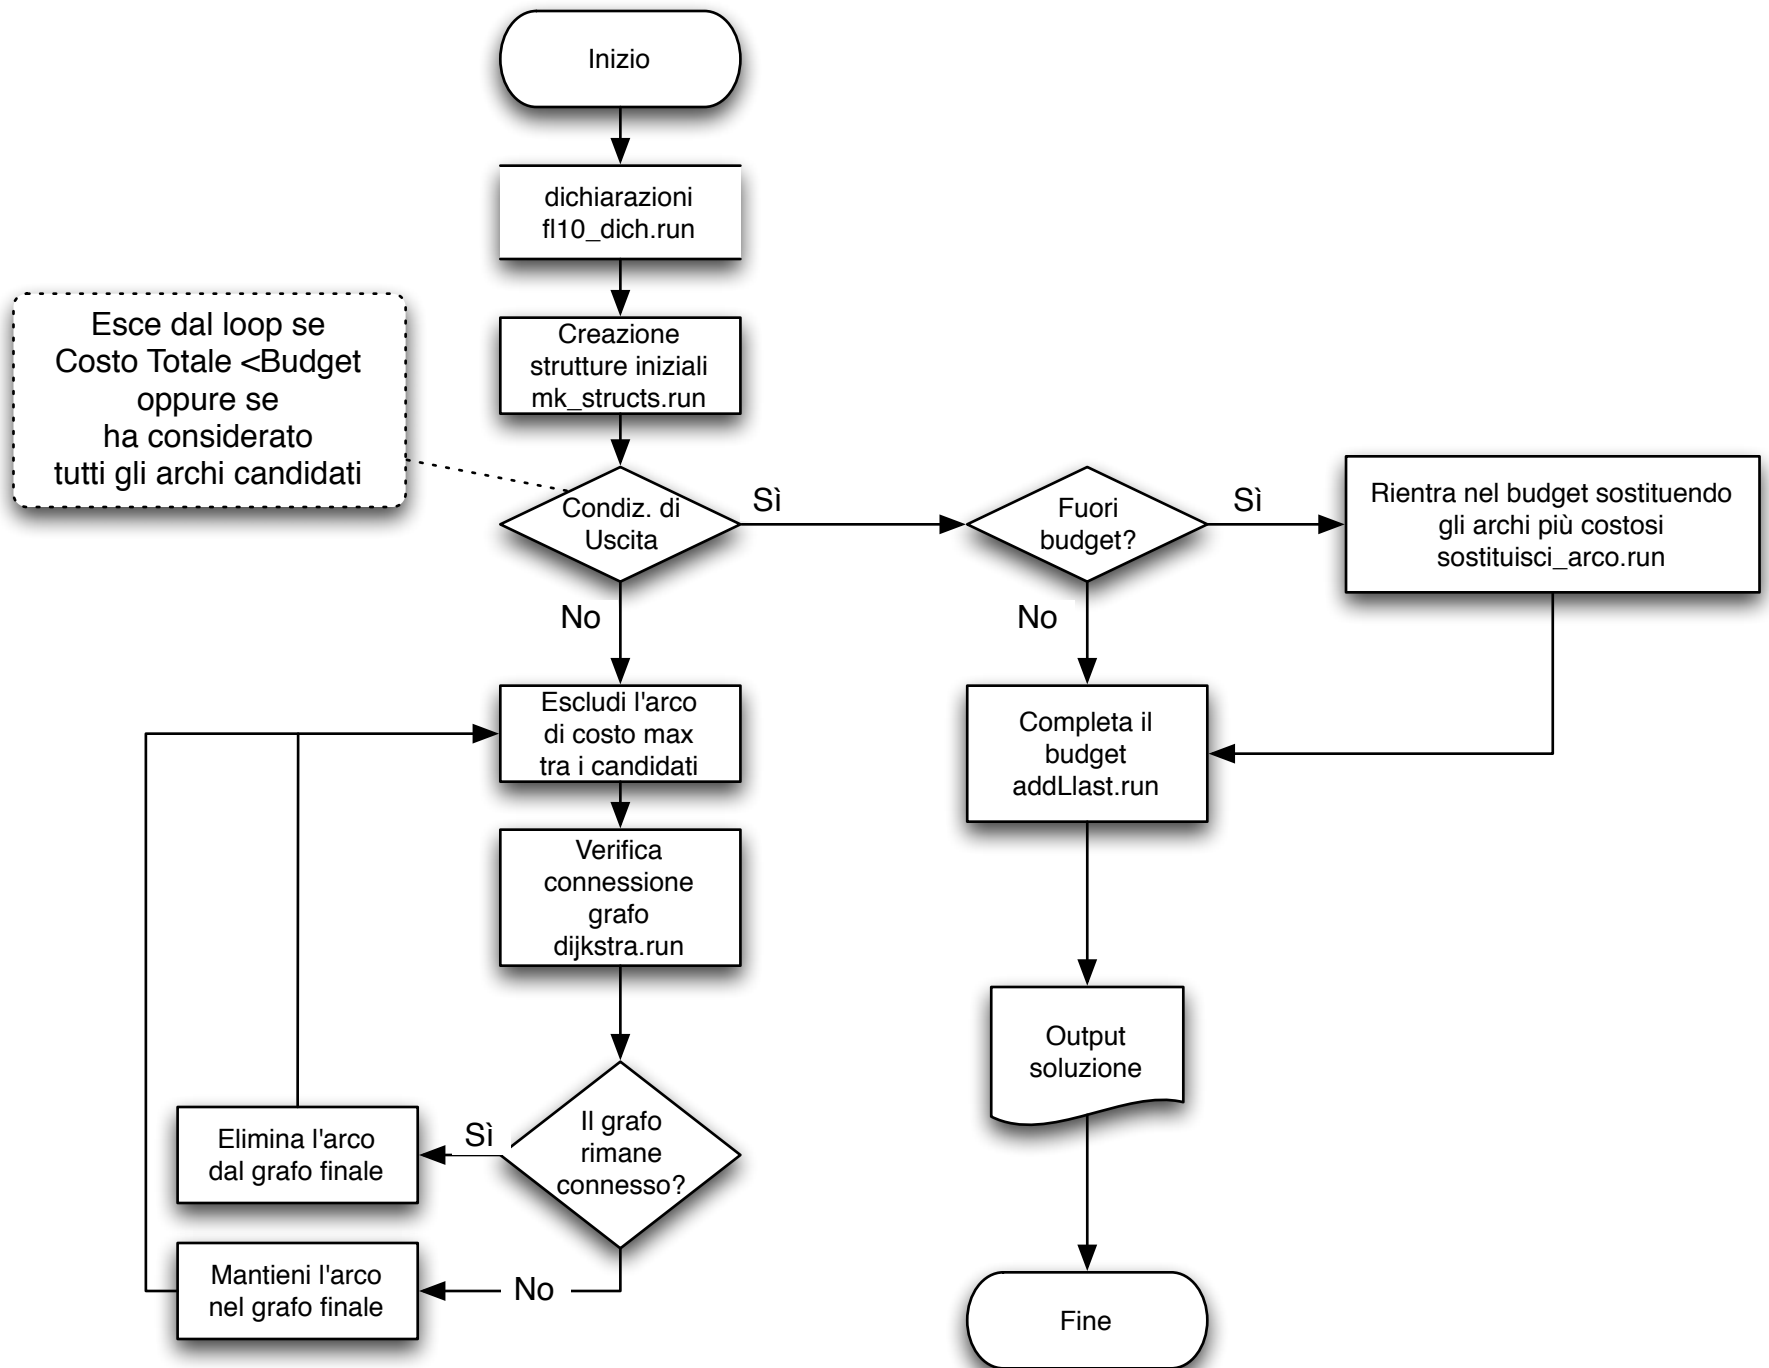 Inizio
dichiarazioni
fl10_dich.run
Creazione
strutture iniziali
mk_structs.run
Esce dal loop se
Costo Totale <Budget
oppure se
ha considerato
tutti gli archi candidati
Condiz. di
Uscita
Sì
Fuori
budget?
Sì
Rientra nel budget sostituendo
gli archi più costosi
sostituisci_arco.run
No
No
Escludi l'arco
di costo max
tra i candidati
Completa il
budget
addLlast.run
Verifica
connessione
grafo
dijkstra.run
Output
soluzione
Il grafo
rimane
connesso?
Sì
Elimina l'arco
dal grafo finale
No
Mantieni l'arco
nel grafo finale
Fine